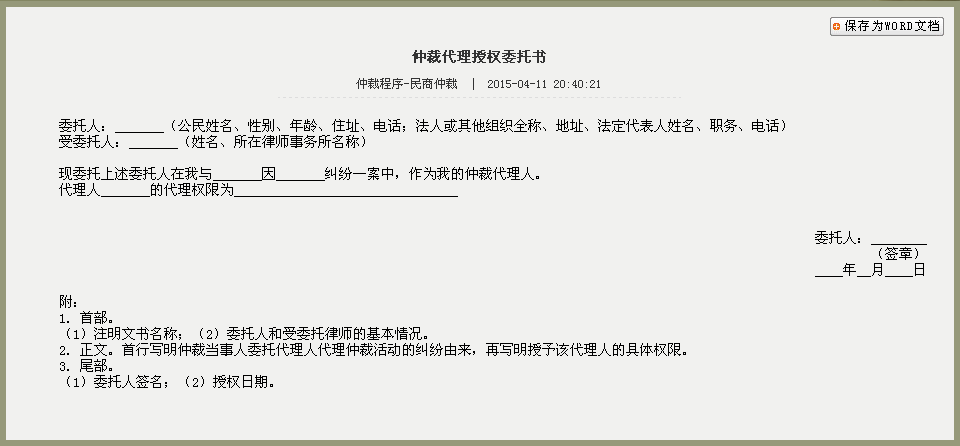 保存为WORD文档
仲裁代理授权委托书
仲裁程序-民商仲裁 | 2015-04-11 20:40:21
委托人：_______（公民姓名、性别、年龄、住址、电话；法人或其他组织全称、地址、法定代表人姓名、职务、电话）
受委托人：_______（姓名、所在律师事务所名称）
现委托上述委托人在我与_______因_______纠纷一案中，作为我的仲裁代理人。
代理人_______的代理权限为________________________________
委托人：________
（签章）
____年__月____日
附：
1. 首部。
（1）注明文书名称；（2）委托人和受委托律师的基本情况。
2. 正文。首行写明仲裁当事人委托代理人代理仲裁活动的纠纷由来，再写明授予该代理人的具体权限。
3. 尾部。
（1）委托人签名；（2）授权日期。